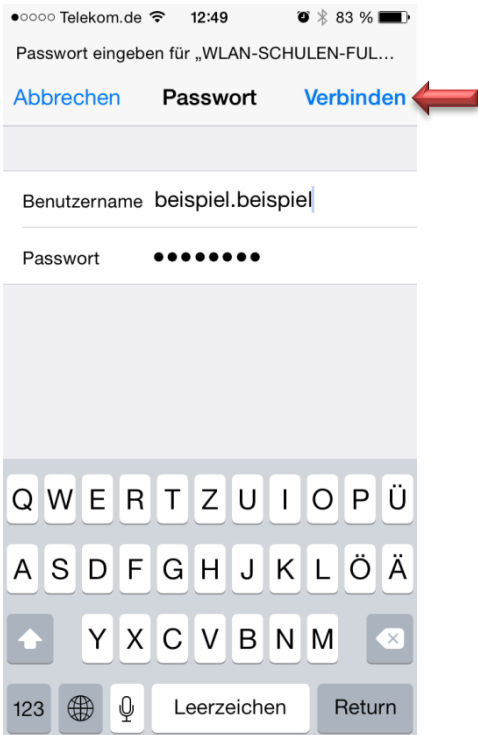 Telekom.de 12:49 83 %
Passwort eingeben für „WLAN-SCHULEN-FUL...
Abbrechen Passwort Verbinden
Benutzername beispiel.beispiel
Passwort ••••••••
Q W E R T Z U I O P Ü
A S D F G H J K L Ö Ä
Y X C V B N M
123 Leerzeichen Return